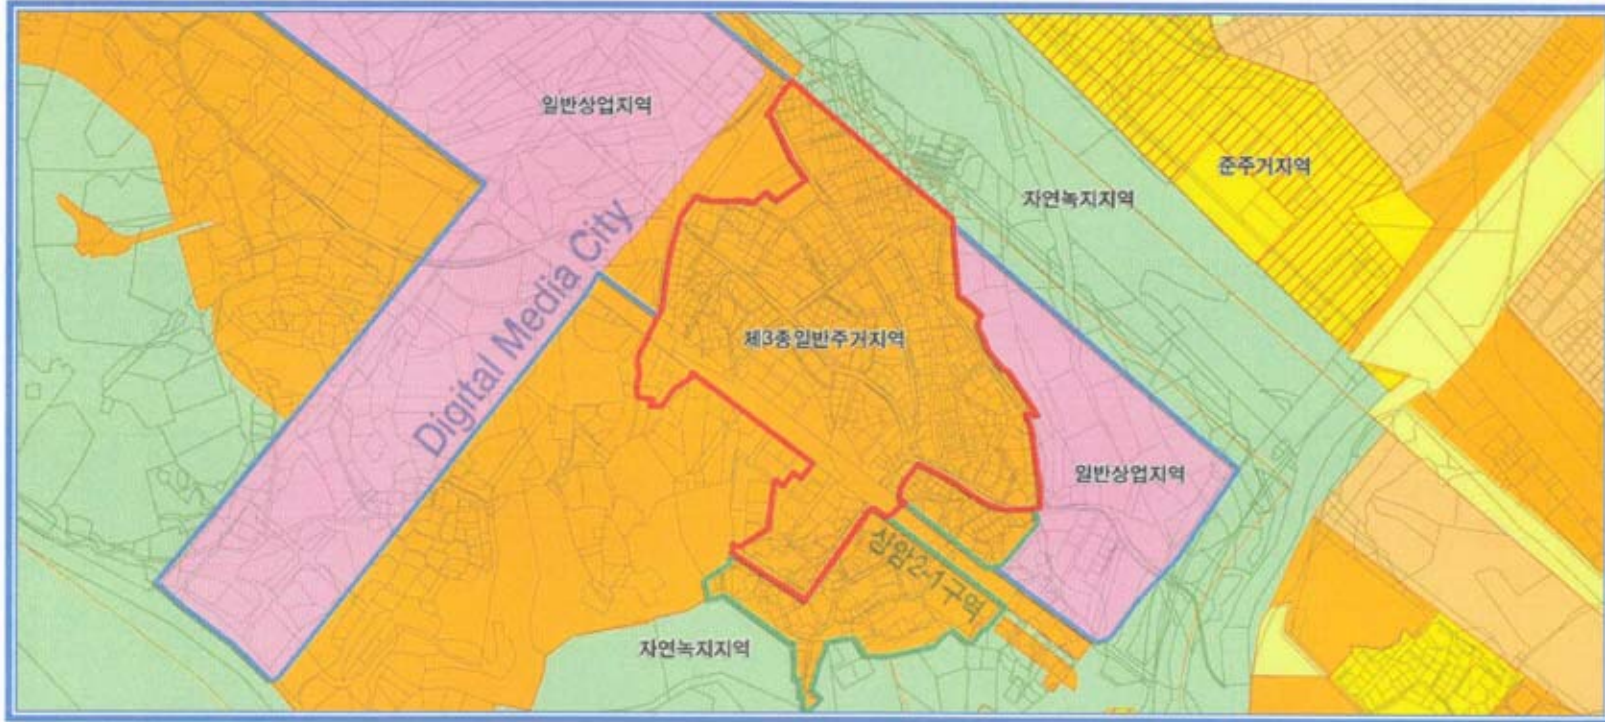 일반상업지역
준주거지역
자연녹지지역
Digital Media City
제3종일반주거지역
일반상업지역
상암2-1구역
자연녹지지역